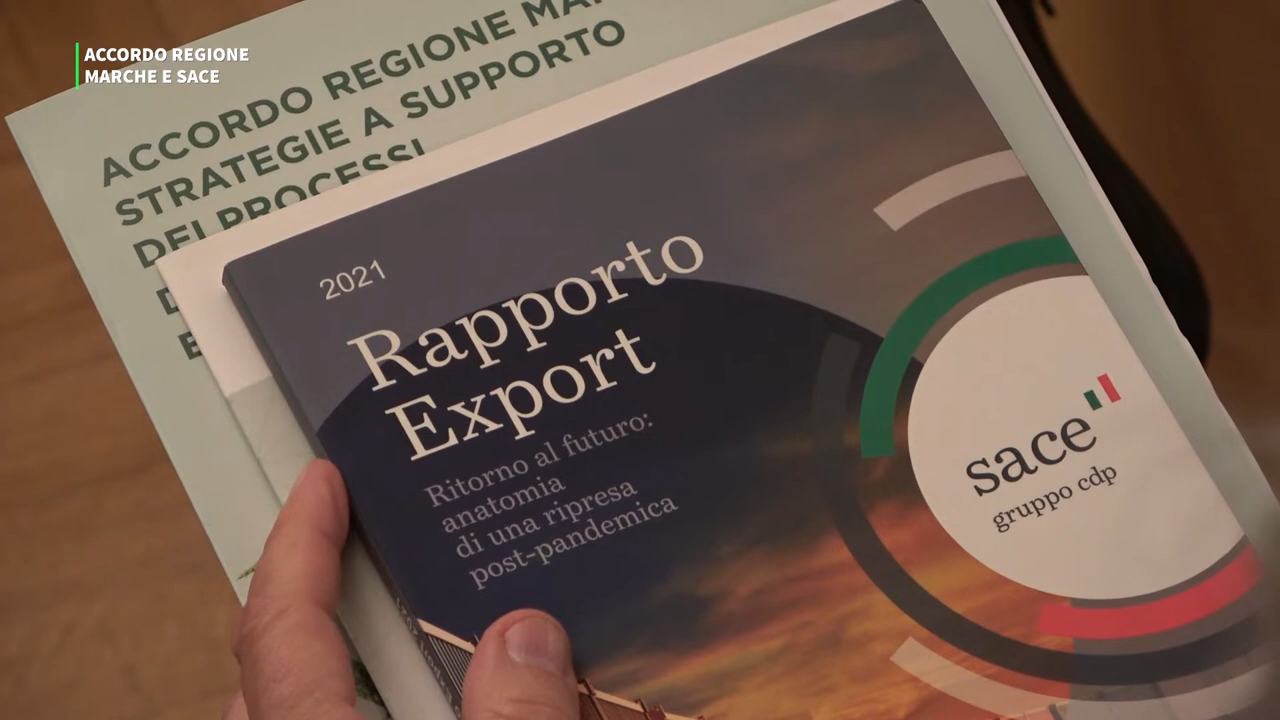 ACCORDO REGIONE
MARCHE E SACE
ACCORDO REGIONE
STRATEGIE A SUPPORTO
DEI PROCESSI
2021
Rapporto
Export
Ritorno al futuro:
anatomia
di una ripresa
post-pandemica
sace
gruppo cdp